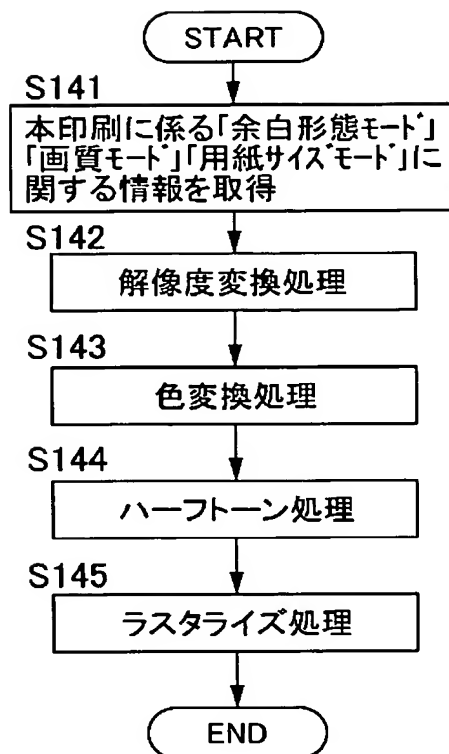 START
S141
本印刷に係る「余白形態モード」
「画質モード」「用紙サイズモード」に
関する情報を取得
S142
解像度変換処理
S143
色変換処理
S144
ハーフトーン処理
S145
ラスタライズ処理
END